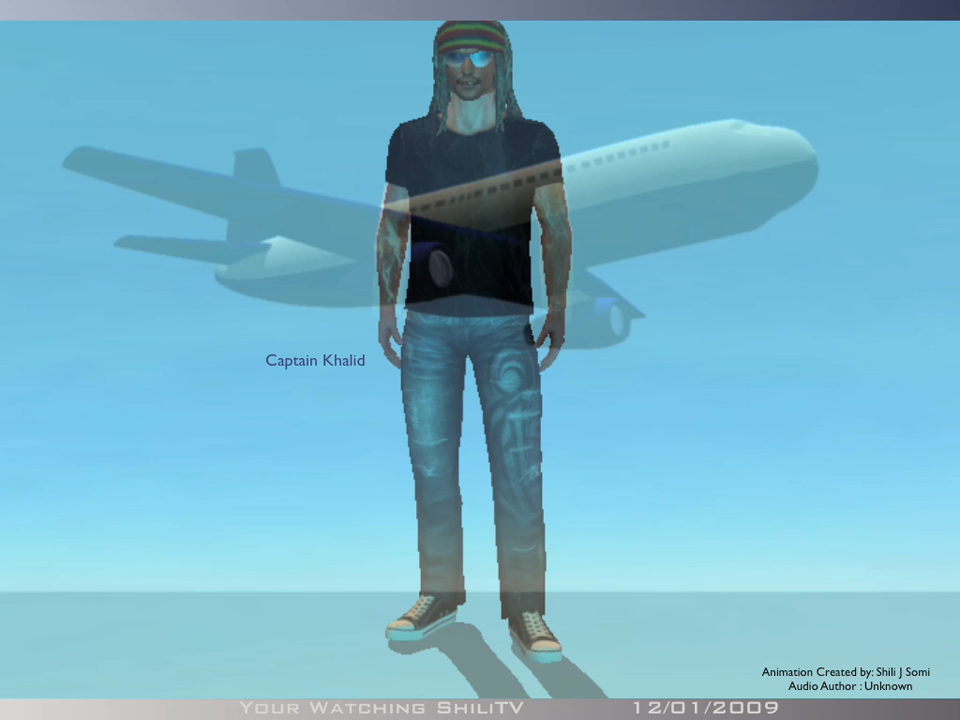 Captain Khalid
Animation Created by: Shili J Somi
Audio Author : Unknown
Your Watching ShiliTV 12/01/2009